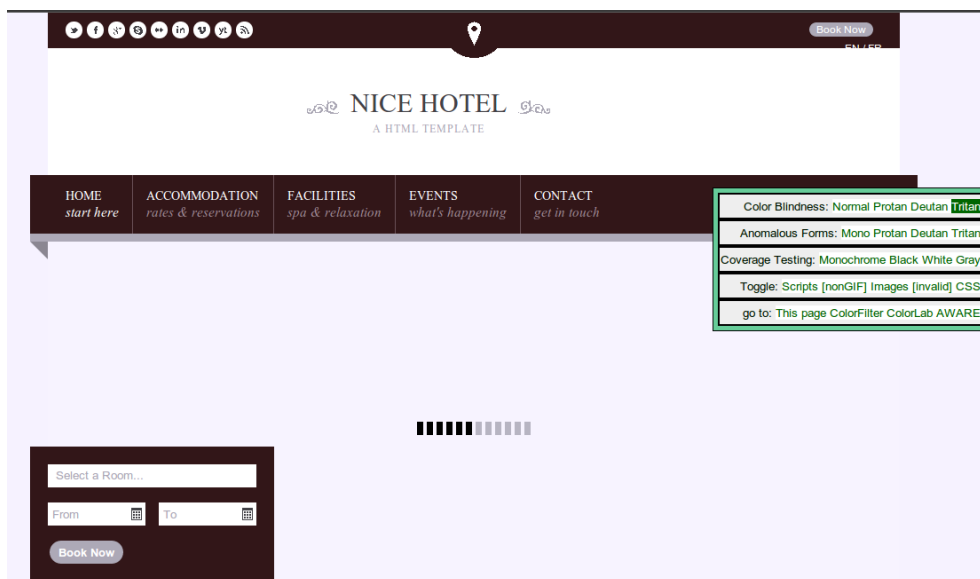 Book Now
EN / FR
NICE HOTEL
A HTML TEMPLATE
HOME ACCOMMODATION FACILITIES EVENTS CONTACT
start here rates & reservations spa & relaxation what's happening get in touch
Color Blindness: Normal Protan Deutan Tritan
Anomalous Forms: Mono Protan Deutan Tritan
Coverage Testing: Monochrome Black White Gray
Toggle: Scripts [nonGIF] Images [invalid] CSS
go to: This page ColorFilter ColorLab AWARE
Select a Room...
From To
Book Now